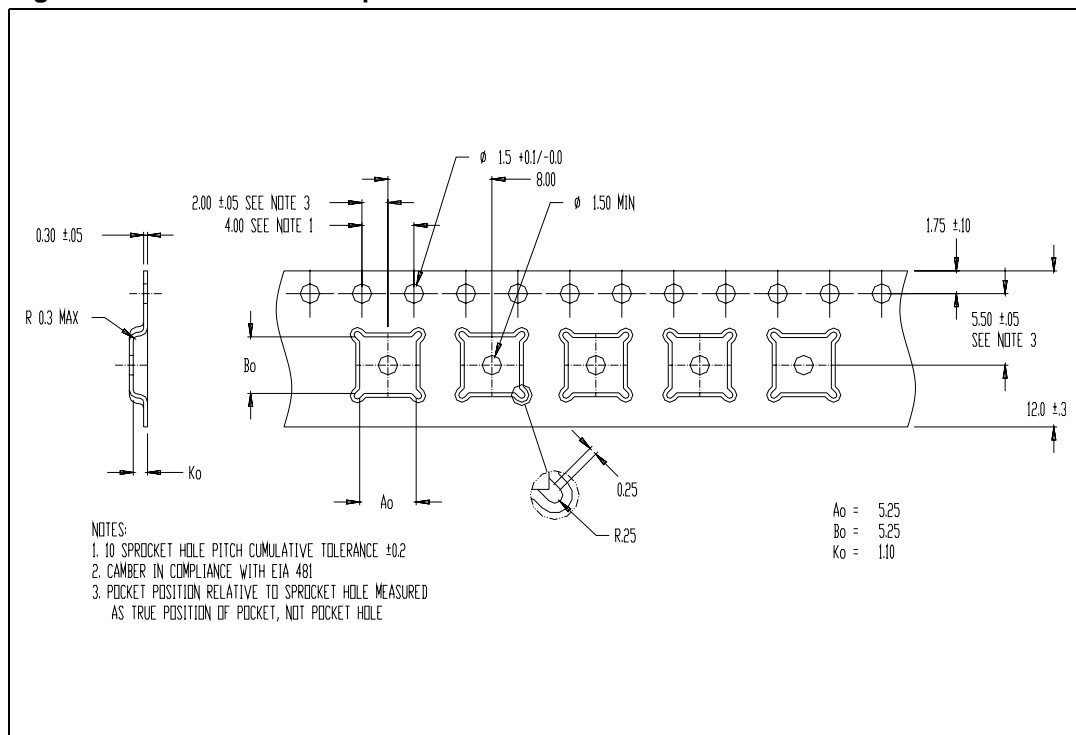 ø 1.5 +0.1/-0.0
8.00
2.00 ±.05 SEE NOTE 3
ø 1.50 MIN
4.00 SEE NOTE 1
0.30 ±.05
1.75 ±.10
R 0.3 MAX
5.50 ±.05
SEE NOTE 3
Bo
12.0 ±.3
Ko
Ao
0.25
R.25
Ao = 5.25
Bo = 5.25
Ko = 1.10
NOTES:
1. 10 SPROCKET HOLE PITCH CUMULATIVE TOLERANCE ±0.2
2. CAMBER IN COMPLIANCE WITH EIA 481
3. POCKET POSITION RELATIVE TO SPROCKET HOLE MEASURED
AS TRUE POSITION OF POCKET, NOT POCKET HOLE